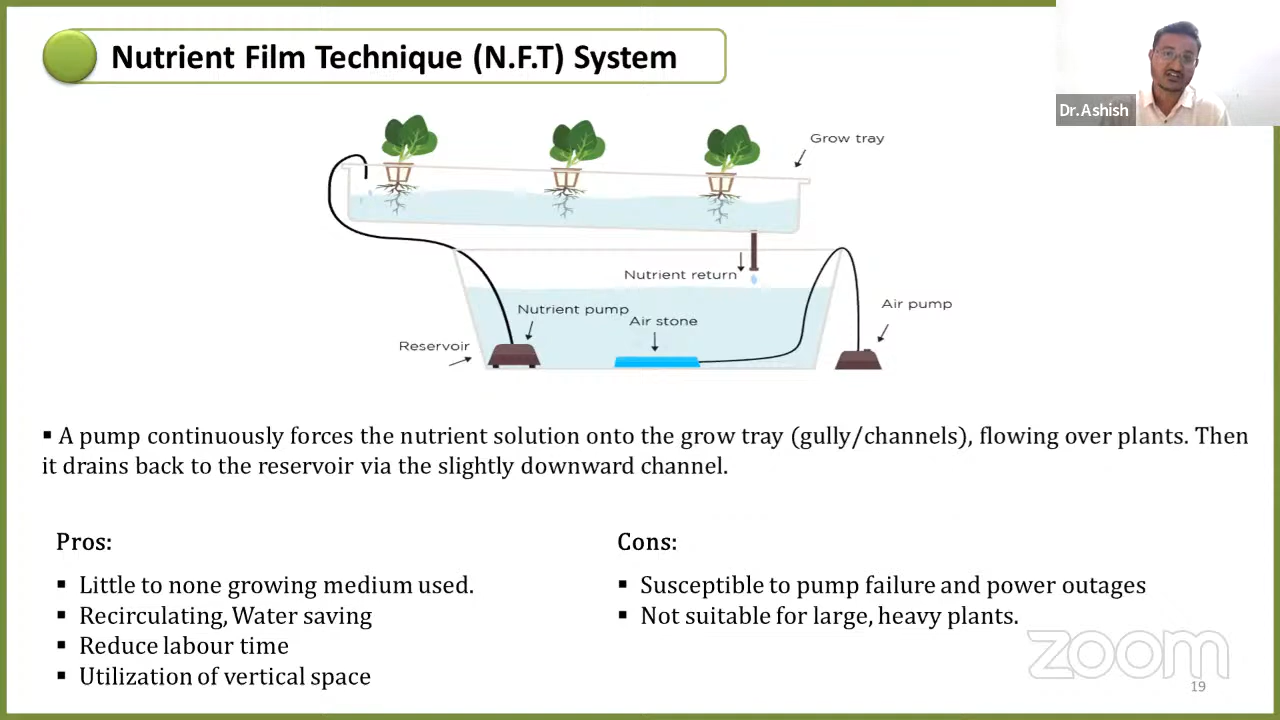 Nutrient Film Technique (N.F.T) System
Dr.Ashish
Grow tray
Nutrient return
Nutrient pump
Air stone
Air pump
Reservoir
▪ A pump continuously forces the nutrient solution onto the grow tray (gully/channels), flowing over plants. Then
it drains back to the reservoir via the slightly downward channel.
Pros:
▪ Little to none growing medium used.
▪ Recirculating, Water saving
▪ Reduce labour time
▪ Utilization of vertical space
Cons:
▪ Susceptible to pump failure and power outages
▪ Not suitable for large, heavy plants.
zoom
19